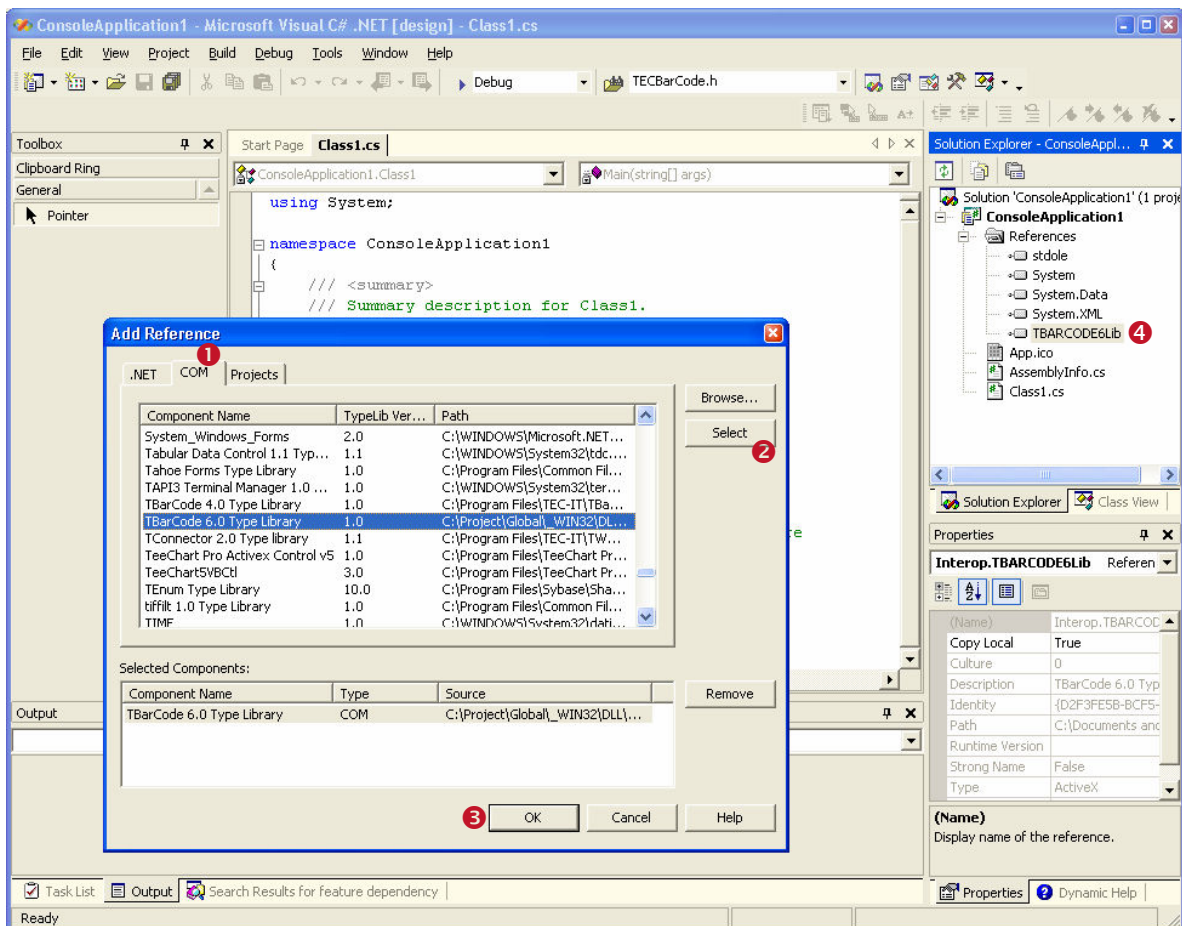 ConsoleApplication1 - Microsoft Visual C# .NET [design] - Class1.cs
File Edit View Project Build Debug Tools Window Help
Debug TECBarCode.h
Toolbox
Clipboard Ring
General
Pointer
Start Page Class1.cs
ConsoleApplication1.Class1 Main(string[] args)
using System;
namespace ConsoleApplication1
{
/// <summary>
/// Summary description for Class1.
e
Add Reference
1
.NET COM Projects
Component Name TypeLib Ver... Path
System_Windows_Forms 2.0 C:\WINDOWS\Microsoft.NET...
Tabular Data Control 1.1 Typ... 1.1 C:\WINDOWS\System32\tdc....
Tahoe Forms Type Library 1.0 C:\Program Files\Common Fil...
TAPI3 Terminal Manager 1.0 ... 1.0 C:\WINDOWS\System32\ter...
TBarCode 4.0 Type Library 1.0 C:\Program Files\TEC-IT\TBa...
TBarCode 6.0 Type Library 1.0 C:\Project\Global\_WIN32\DL...
TConnector 2.0 Type library 1.1 C:\Program Files\TEC-IT\TW...
TeeChart Pro Activex Control v5 1.0 C:\Program Files\TeeChart Pr...
TeeChart5VBCtl 3.0 C:\Program Files\TeeChart Pr...
TEnum Type Library 10.0 C:\Program Files\Sybase\Sha...
tiffilt 1.0 Type Library 1.0 C:\Program Files\Common Fil...
TIME 1.0 C:\WINDOWS\System32\dati...
Browse...
Select
2
Selected Components:
Component Name Type Source
TBarCode 6.0 Type Library COM C:\Project\Global\_WIN32\DLL\...
Remove
3 OK Cancel Help
Output
Task List Output Search Results for feature dependency
Ready
Solution Explorer - ConsoleAppl...
Solution 'ConsoleApplication1' (1 proje
ConsoleApplication1
References
stdole
System
System.Data
System.XML
TBARCODE6Lib 4
App.ico
AssemblyInfo.cs
Class1.cs
Solution Explorer Class View
Properties
Interop.TBARCODE6Lib Referen
(Name) Interop.TBARCOD
Copy Local True
Culture 0
Description TBarCode 6.0 Typ
Identity {D2F3FE5B-BCF5-
Path C:\Documents and
Runtime Version
Strong Name False
Type ActiveX
(Name)
Display name of the reference.
Properties Dynamic Help